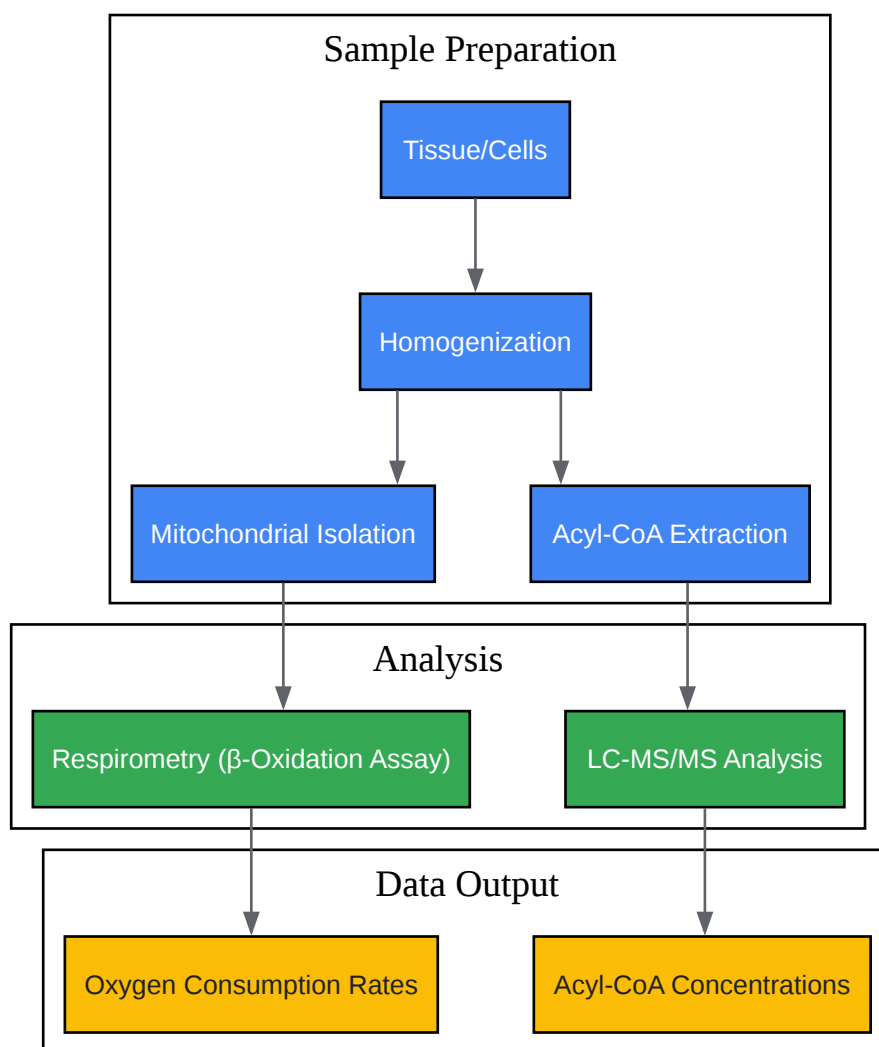 Sample Preparation
Tissue/Cells
Homogenization
Mitochondrial Isolation
Acyl-CoA Extraction
Analysis
Respirometry (β-Oxidation Assay)
LC-MS/MS Analysis
Data Output
Oxygen Consumption Rates
Acyl-CoA Concentrations